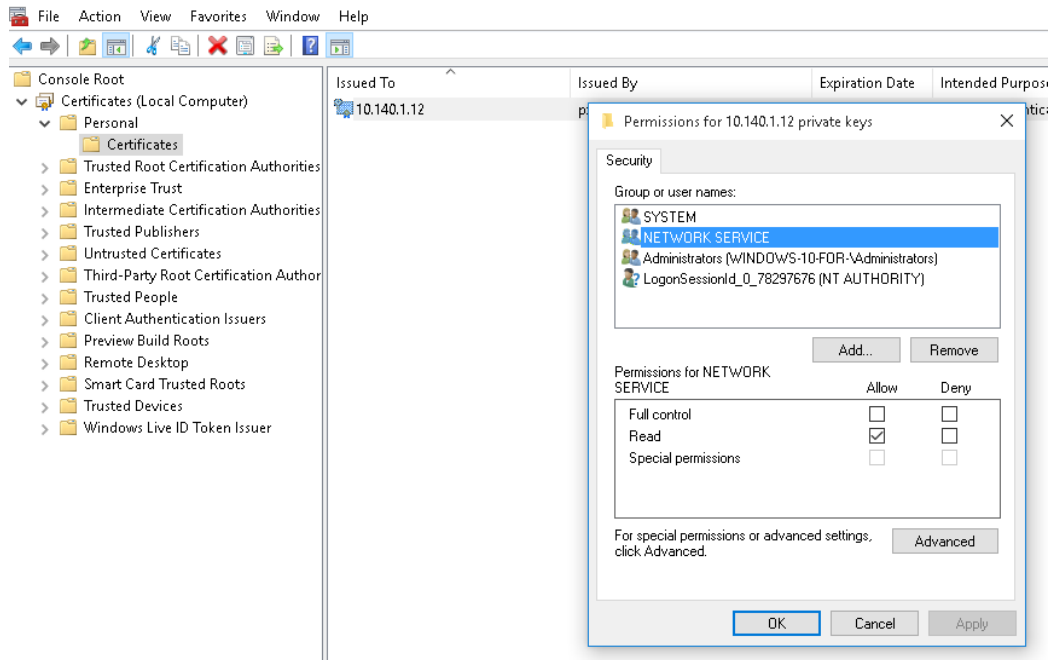 File Action View Favorites Window Help
Console Root
Certificates (Local Computer)
Personal
Certificates
Trusted Root Certification Authorities
Enterprise Trust
Intermediate Certification Authorities
Trusted Publishers
Untrusted Certificates
Third-Party Root Certification Author
Trusted People
Client Authentication Issuers
Preview Build Roots
Remote Desktop
Smart Card Trusted Roots
Trusted Devices
Windows Live ID Token Issuer
Issued To Issued By Expiration Date Intended Purpose
10.140.1.12
Permissions for 10.140.1.12 private keys
Security
Group or user names:
SYSTEM
NETWORK SERVICE
Administrators (WINDOWS-10-FOR-\Administrators)
LogonSessionId_0_78297676 (NT AUTHORITY)
Add... Remove
Permissions for NETWORK
SERVICE Allow Deny
Full control
Read
Special permissions
For special permissions or advanced settings,
click Advanced.
Advanced
OK Cancel Apply